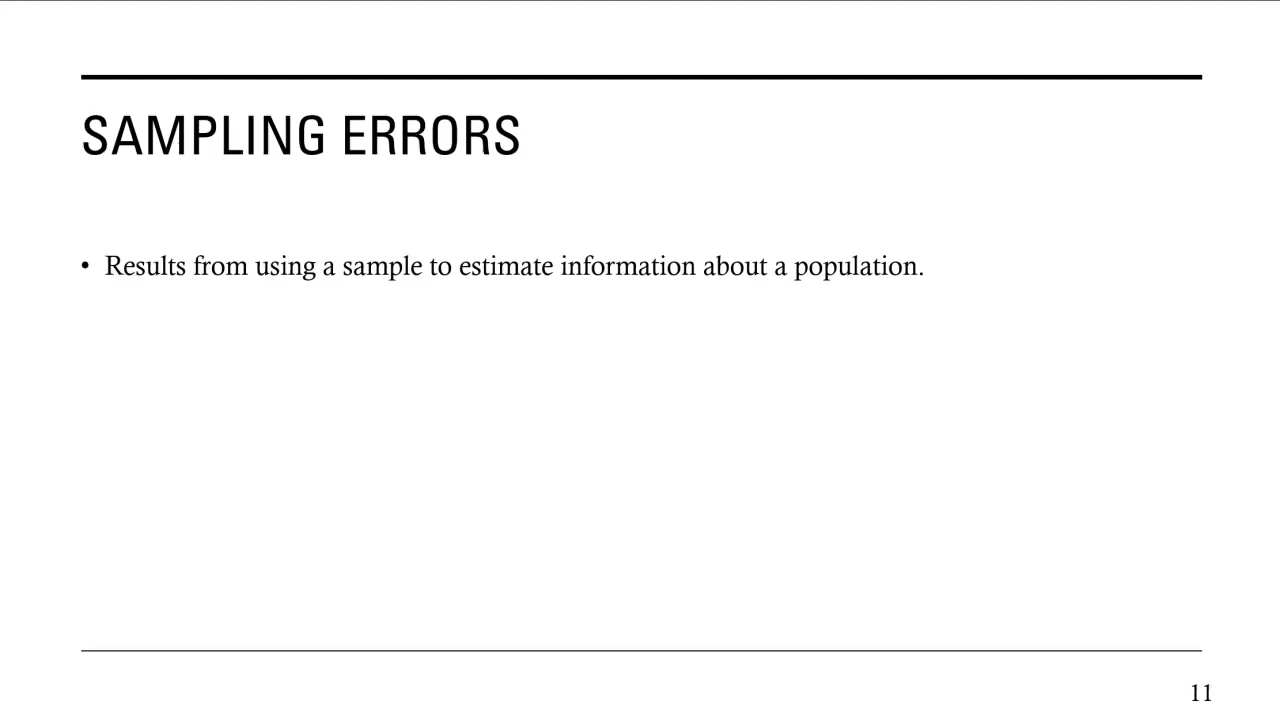 SAMPLING ERRORS
• Results from using a sample to estimate information about a population.
11